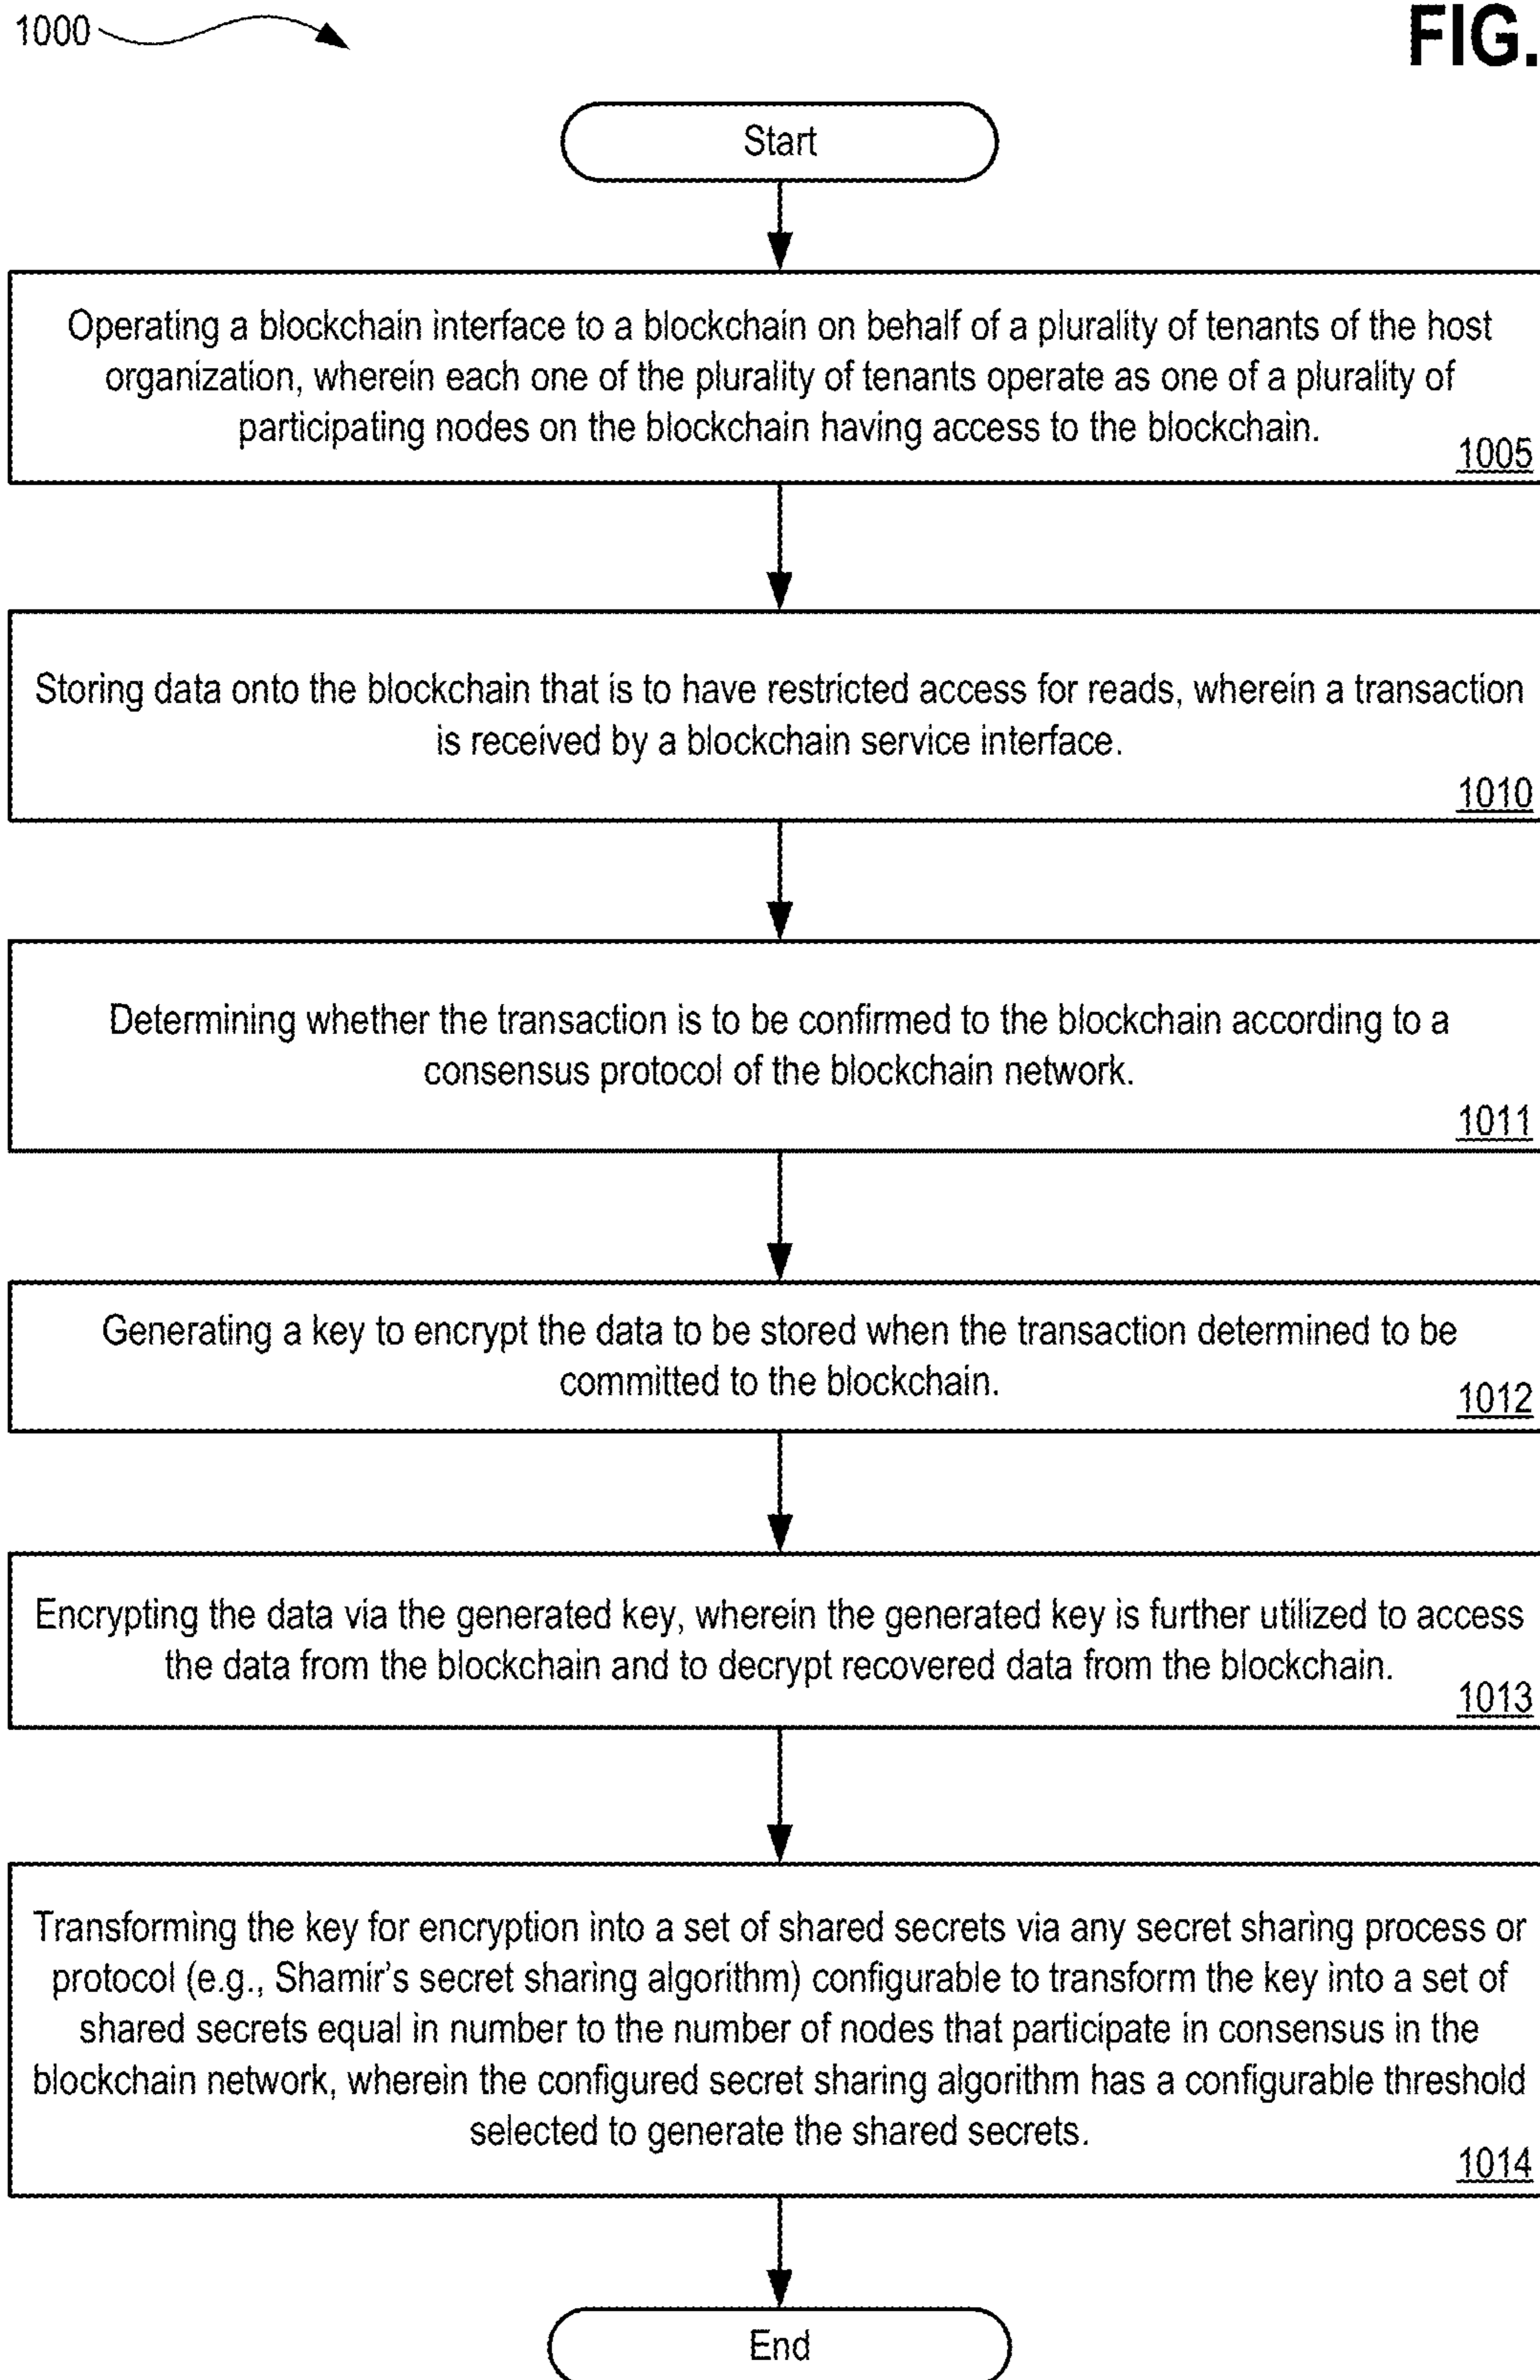 1000
FIG.
Start
Operating a blockchain interface to a blockchain on behalf of a plurality of tenants of the host
organization, wherein each one of the plurality of tenants operate as one of a plurality of
participating nodes on the blockchain having access to the blockchain.
1005
Storing data onto the blockchain that is to have restricted access for reads, wherein a transaction
is received by a blockchain service interface.
1010
Determining whether the transaction is to be confirmed to the blockchain according to a
consensus protocol of the blockchain network.
1011
Generating a key to encrypt the data to be stored when the transaction determined to be
committed to the blockchain.
1012
Encrypting the data via the generated key, wherein the generated key is further utilized to access
the data from the blockchain and to decrypt recovered data from the blockchain.
1013
Transforming the key for encryption into a set of shared secrets via any secret sharing process or
protocol (e.g., Shamir's secret sharing algorithm) configurable to transform the key into a set of
shared secrets equal in number to the number of nodes that participate in consensus in the
blockchain network, wherein the configured secret sharing algorithm has a configurable threshold
selected to generate the shared secrets.
1014
End